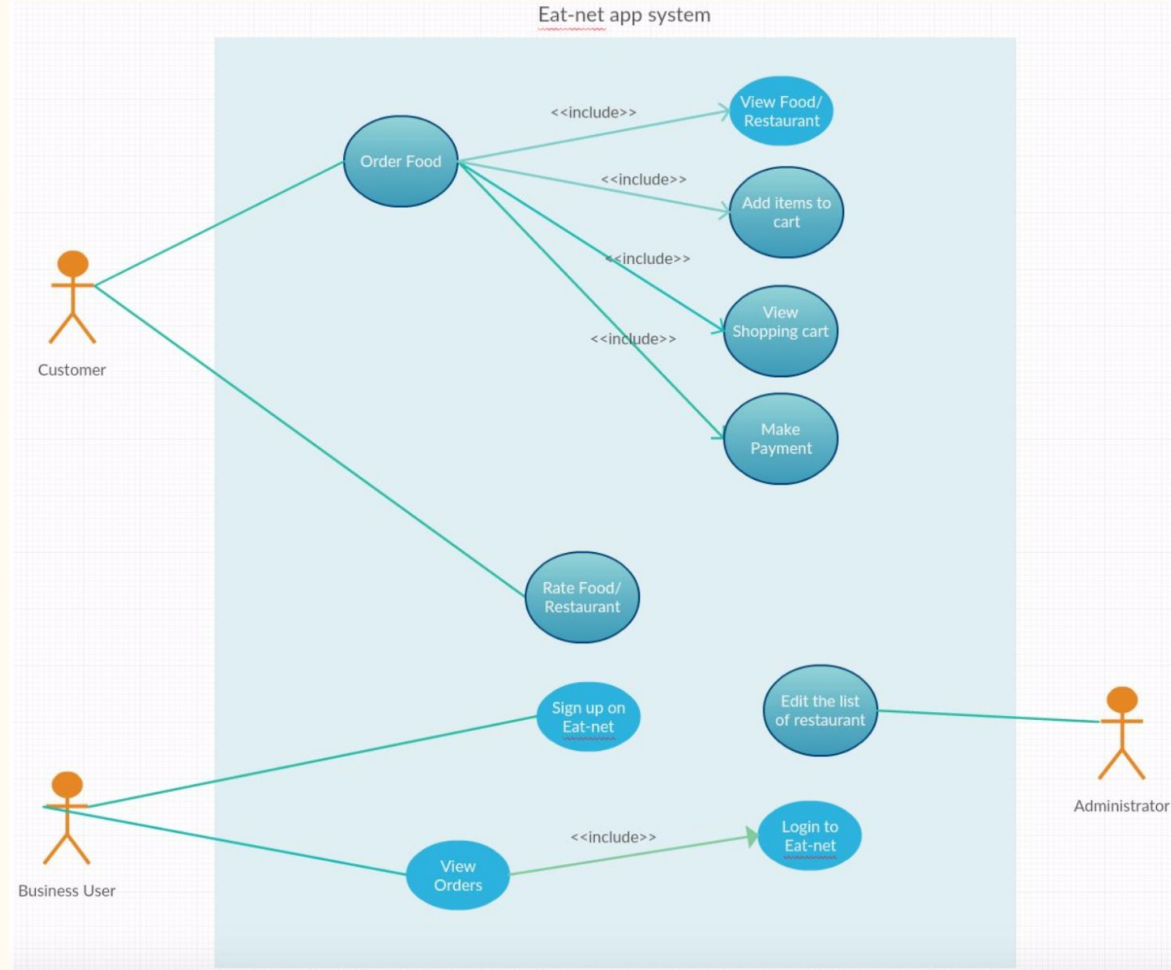 Eat-net app system
<<include>>
View Food/
Restaurant
Order Food
<<include>>
Add items to
cart
<<include>>
View
Shopping cart
<<include>>
Customer
Make
Payment
Rate Food/
Restaurant
Sign up on
Eat-net
Edit the list
of restaurant
Administrator
<<include>>
Login to
Eat-net
View
Orders
Business User